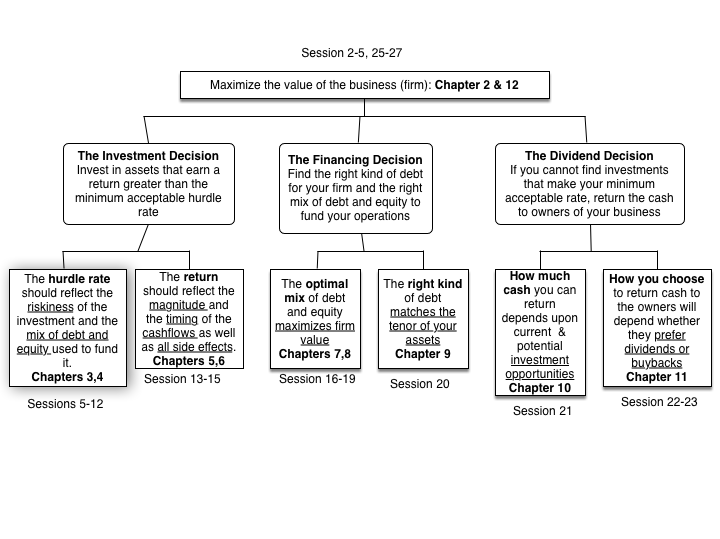 Session 2-5, 25-27
Maximize the value of the business (firm): Chapter 2 & 12
The Investment Decision
Invest in assets that earn a
return greater than the
minimum acceptable hurdle
rate
The Financing Decision
Find the right kind of debt
for your firm and the right
mix of debt and equity to
fund your operations
The Dividend Decision
If you cannot find investments
that make your minimum
acceptable rate, return the cash
to owners of your business
The hurdle rate
should reflect the
riskiness of the
investment and the
mix of debt and
equity used to fund
it.
Chapters 3,4
Sessions 5-12
The return
should reflect the
magnitude and
the timing of the
cashflows as well
as all side effects.
Chapters 5,6
Session 13-15
The optimal
mix of debt
and equity
maximizes firm
value
Chapters 7,8
Session 16-19
The right kind
of debt
matches the
tenor of your
assets
Chapter 9
Session 20
How much
cash you can
return
depends upon
current &
potential
investment
opportunities
Chapter 10
Session 21
How you choose
to return cash to
the owners will
depend whether
they prefer
dividends or
buybacks
Chapter 11
Session 22-23